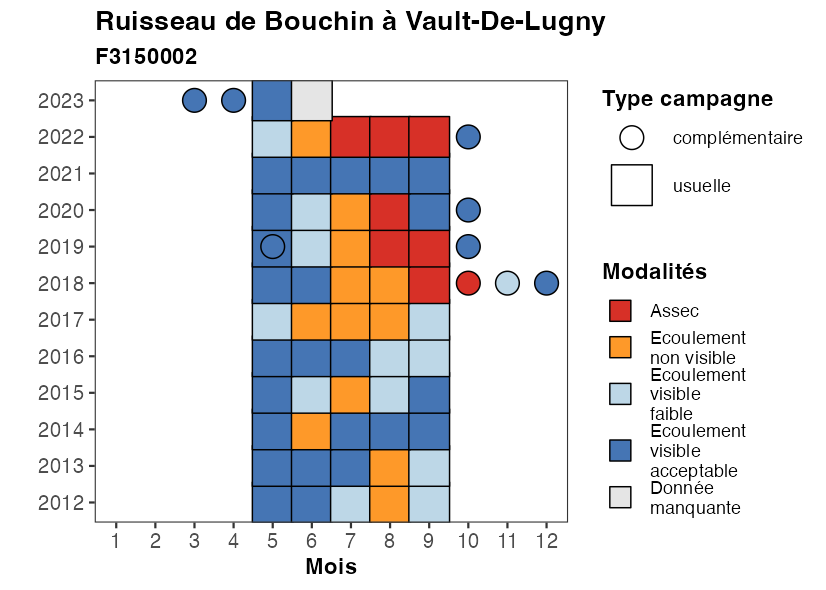 Ruisseau de Bouchin à Vault-De-Lugny
F3150002
2023
2022
2021
2020
2019
2018
2017
2016
2015
2014
2013
2012
1 2 3 4 5 6 7 8 9 10 11 12
Mois
Type campagne
complémentaire
usuelle
Modalités
Assec
Ecoulement
non visible
Ecoulement
visible
faible
Ecoulement
visible
acceptable
Donnée
manquante